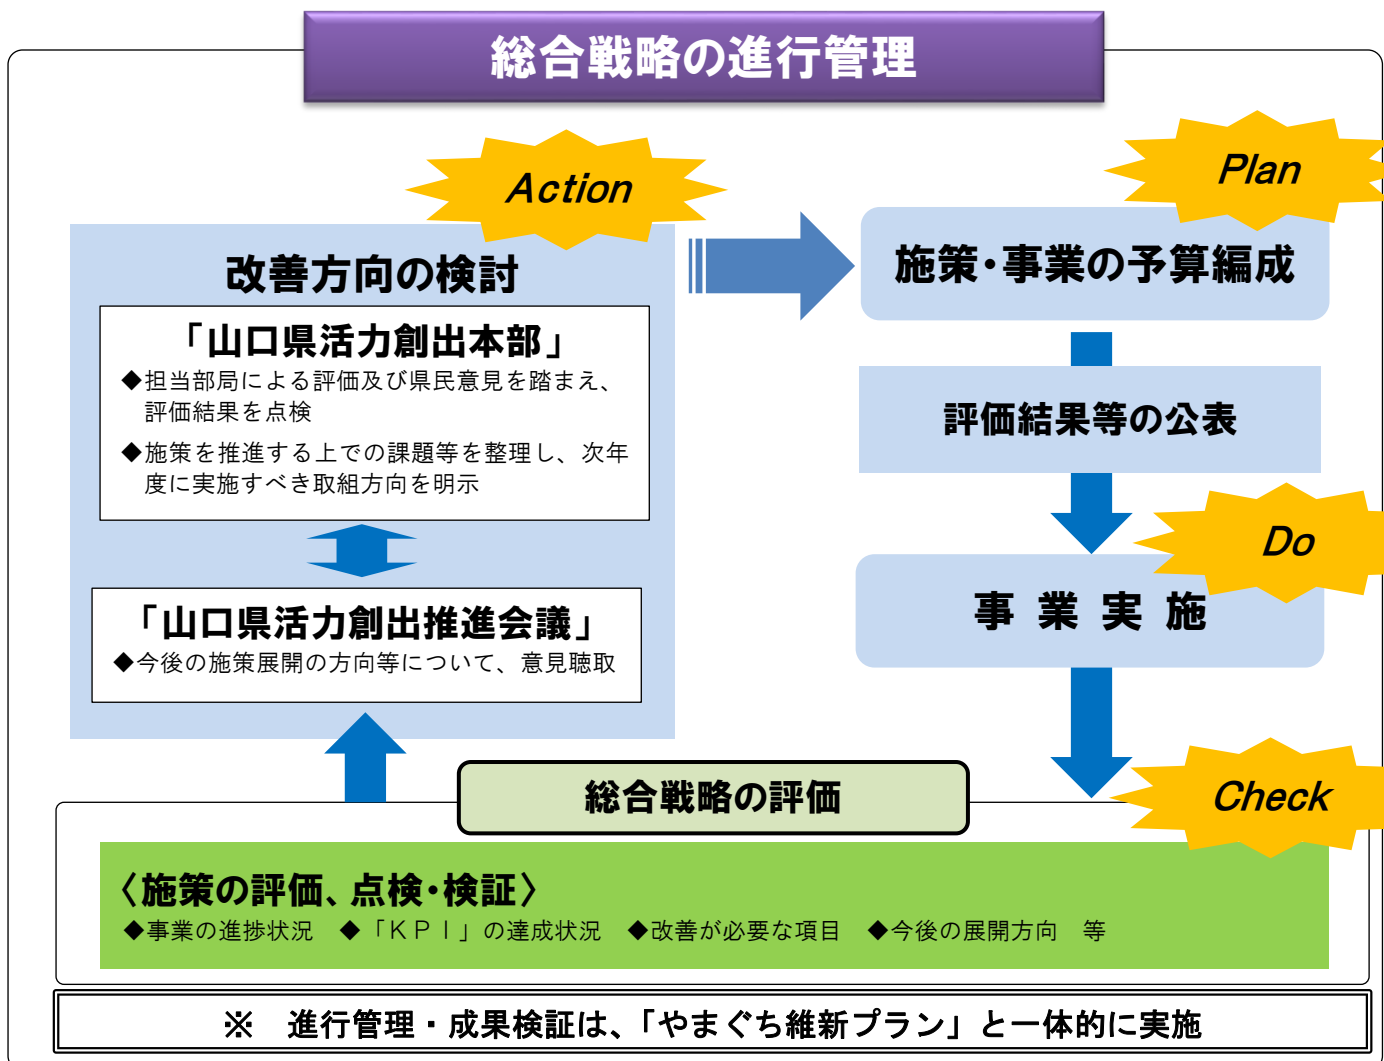 総合戦略の進行管理
Action
改善方向の検討
「山口県活力創出本部」
◆担当部局による評価及び県民意見を踏まえ、
評価結果を点検
◆施策を推進する上での課題等を整理し、次年
度に実施すべき取組方向を明示
「山口県活力創出推進会議」
◆今後の施策展開の方向等について、意見聴取
Plan
施策・事業の予算編成
評価結果等の公表
Do
事 業 実 施
Check
総合戦略の評価
〈施策の評価、点検・検証〉
◆事業の進捗状況　◆「ＫＰＩ」の達成状況　◆改善が必要な項目　◆今後の展開方向　等
※　進行管理・成果検証は、「やまぐち維新プラン」と一体的に実施